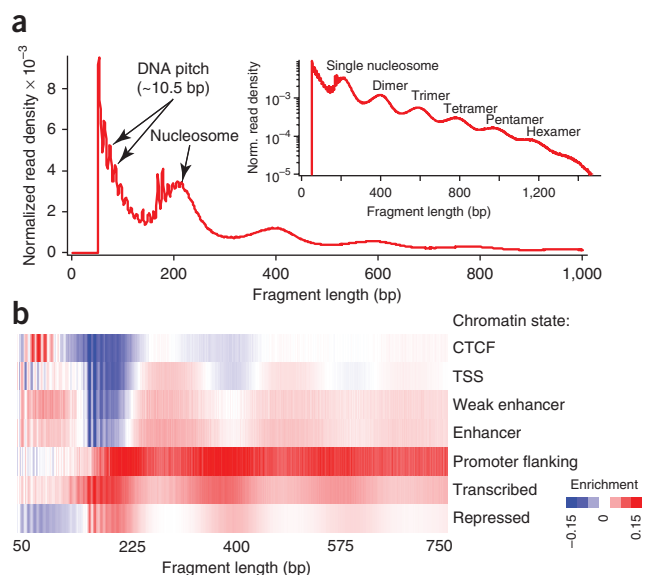 a
Normalized read density × 10⁻³
8
6
4
2
0
DNA pitch
(~10.5 bp)
Nucleosome
0
200
400
600
800
1,000
Fragment length (bp)
Norm. read density
10⁻³
10⁻⁴
10⁻⁵
Single nucleosome
Dimer
Trimer
Tetramer
Pentamer
Hexamer
0
400
800
1,200
Fragment length (bp)
b
Chromatin state:
CTCF
TSS
Weak enhancer
Enhancer
Promoter flanking
Transcribed
Repressed
50
225
400
575
750
Fragment length (bp)
Enrichment
−0.15
0
0.15